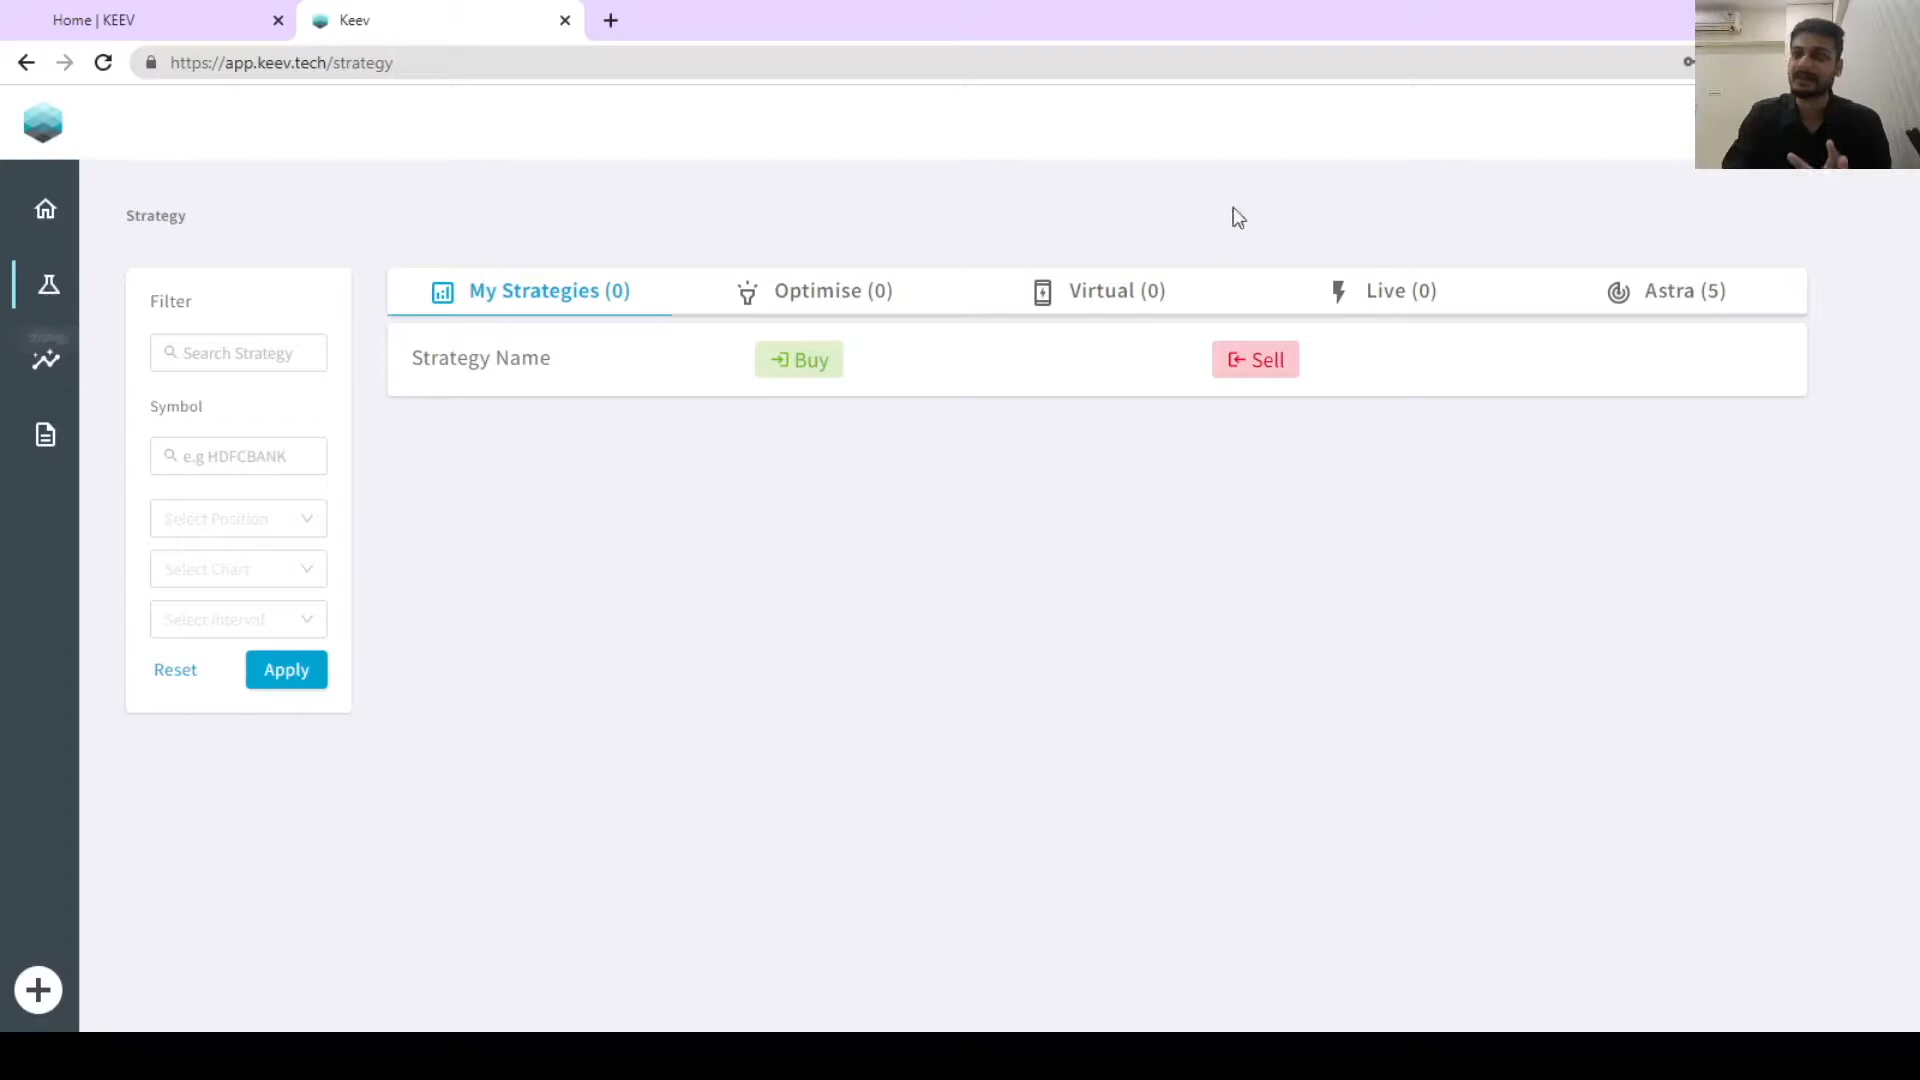 Home | KEEV
Keev
https://app.keev.tech/strategy
Strategy
Filter
Search Strategy
Symbol
e.g HDFCBANK
Select Position
Select Chart
Select Interval
Reset
Apply
My Strategies (0)
Optimise (0)
Virtual (0)
Live (0)
Astra (5)
Strategy Name
Buy
Sell
Strategy